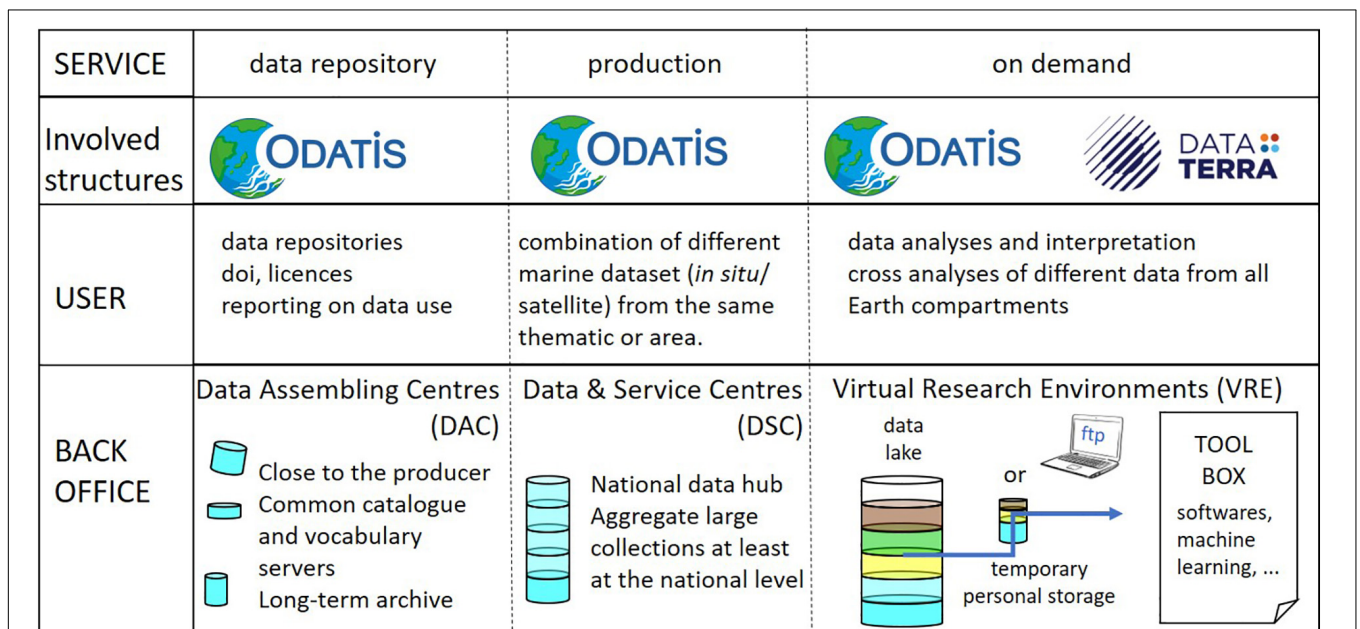 SERVICE
data repository
production
on demand
Involved
structures
ODATIS
ODATIS
ODATIS
DATA
TERRA
USER
data repositories
doi, licences
reporting on data use
combination of different
marine dataset (in situ/
satellite) from the same
thematic or area.
data analyses and interpretation
cross analyses of different data from all
Earth compartments
BACK
OFFICE
Data Assembling Centres
(DAC)
Close to the producer
Common catalogue
and vocabulary
servers
Long-term archive
Data & Service Centres
(DSC)
National data hub
Aggregate large
collections at least
at the national level
Virtual Research Environments (VRE)
data
lake
or
ftp
temporary
personal storage
TOOL
BOX
softwares,
machine
learning, ...